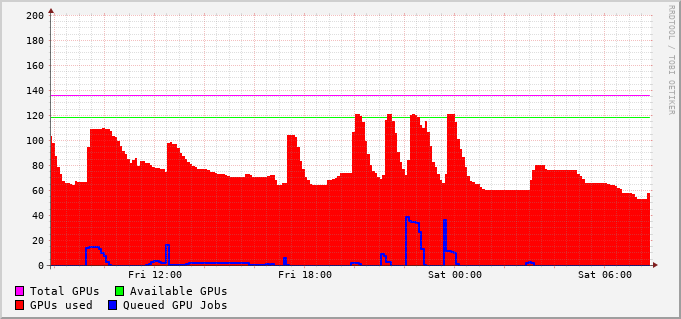 200
180
160
140
120
100
80
60
40
20
0
Fri 12:00 Fri 18:00 Sat 00:00 Sat 06:00
Total GPUs Available GPUs
GPUs used Queued GPU Jobs
RRDTOOL / TOBI OETIKER